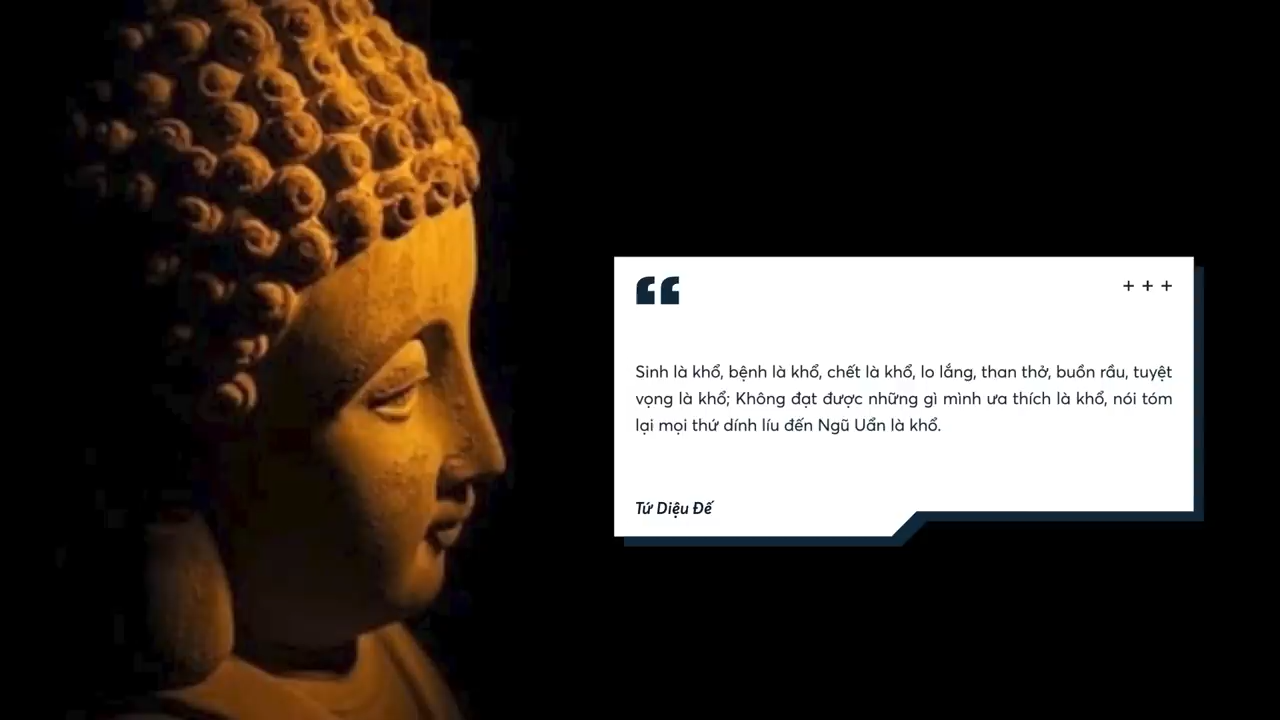 “
+ + +
Sinh là khổ, bệnh là khổ, chết là khổ, lo lắng, than thở, buồn rầu, tuyệt
vọng là khổ; Không đạt được những gì mình ưa thích là khổ, nói tóm
lại mọi thứ dính líu đến Ngũ Uẩn là khổ.
Tứ Diệu Đế